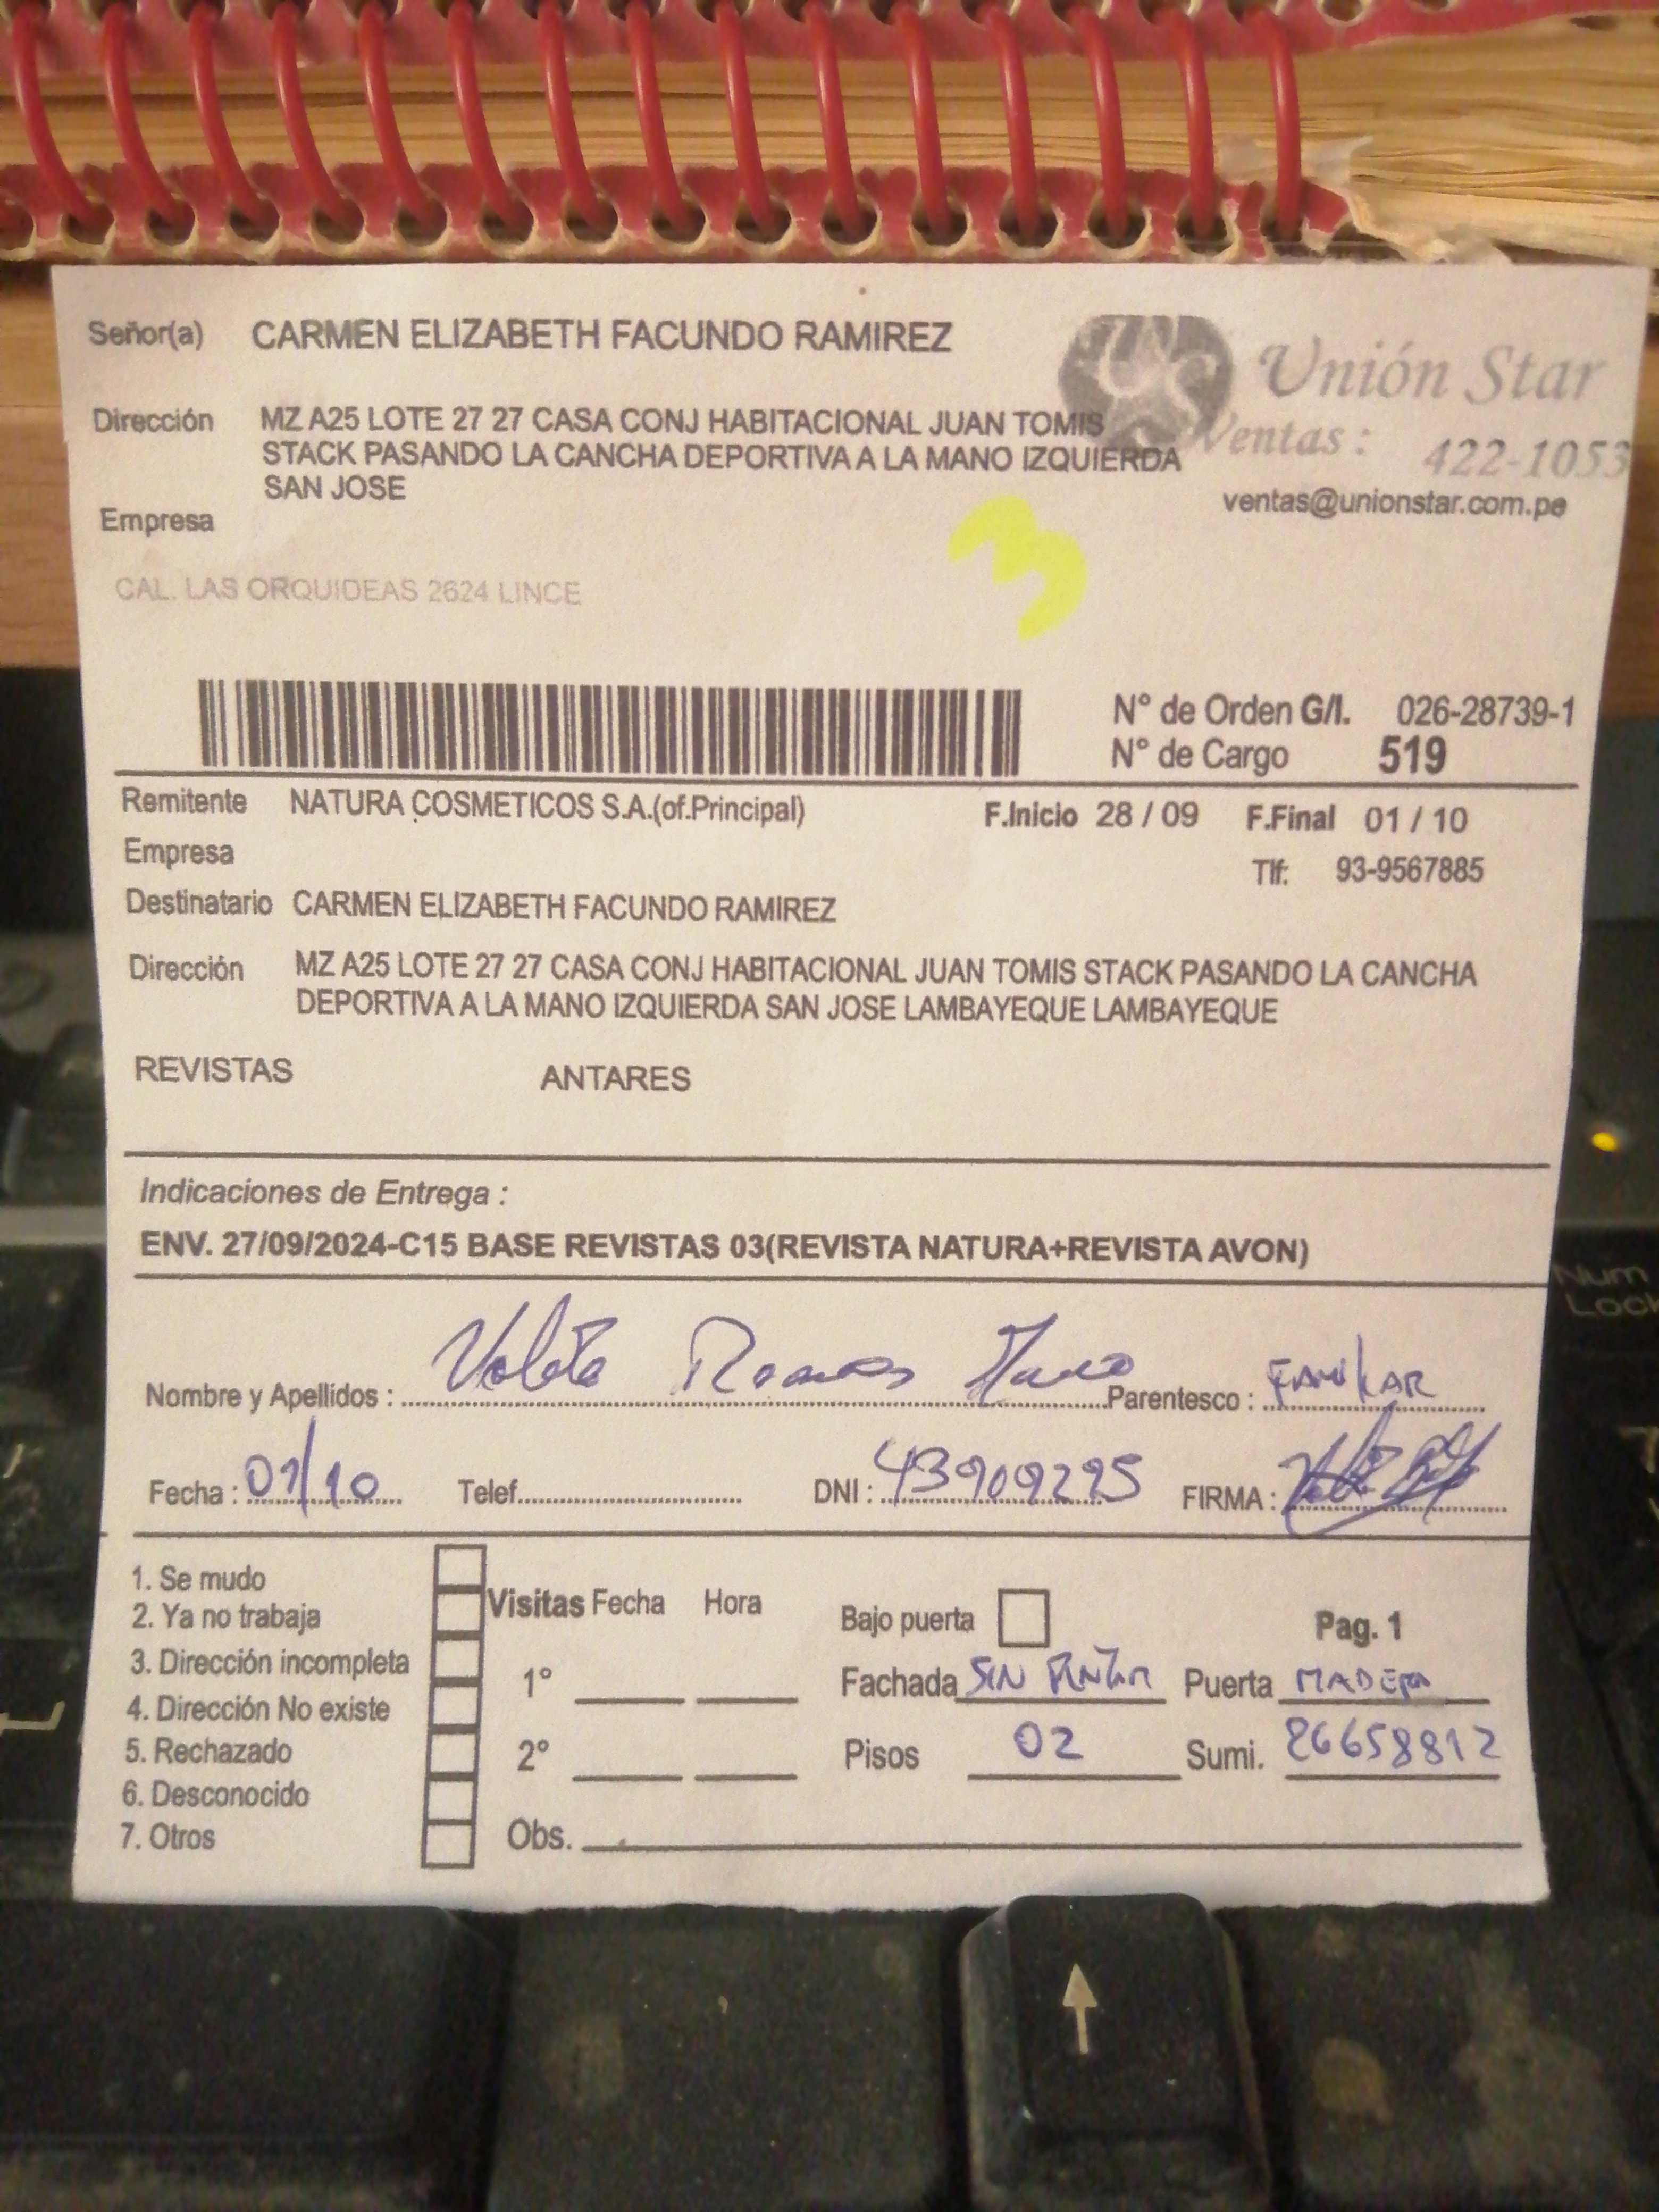 Señor(a) CARMEN ELIZABETH FACUNDO RAMIREZ
Unión Star
Ventas : 422-1053
ventas@unionstar.com.pe
Dirección MZ A25 LOTE 27 27 CASA CONJ HABITACIONAL JUAN TOMIS
STACK PASANDO LA CANCHA DEPORTIVA A LA MANO IZQUIERDA
SAN JOSE
Empresa
3
CAL. LAS ORQUIDEAS 2624 LINCE
N° de Orden G/I. 026-28739-1
N° de Cargo 519
Remitente NATURA COSMETICOS S.A.(of.Principal) F.Inicio 28 / 09 F.Final 01 / 10
Empresa
Tlf: 93-9567885
Destinatario CARMEN ELIZABETH FACUNDO RAMIREZ
Dirección MZ A25 LOTE 27 27 CASA CONJ HABITACIONAL JUAN TOMIS STACK PASANDO LA CANCHA
DEPORTIVA A LA MANO IZQUIERDA SAN JOSE LAMBAYEQUE LAMBAYEQUE
REVISTAS ANTARES
Indicaciones de Entrega :
ENV. 27/09/2024-C15 BASE REVISTAS 03(REVISTA NATURA+REVISTA AVON)
Nombre y Apellidos : Ramos Parentesco : FAMILIAR
Fecha : 01/10 Telef. DNI : 43909295 FIRMA :
1. Se mudo
2. Ya no trabaja
3. Dirección incompleta
4. Dirección No existe
5. Rechazado
6. Desconocido
7. Otros
Visitas Fecha Hora
1°
2°
Obs.
Bajo puerta Pag. 1
Fachada SIN PINTAR Puerta MADERA
Pisos 02 Sumi. 26658812
Num
Lock
↑